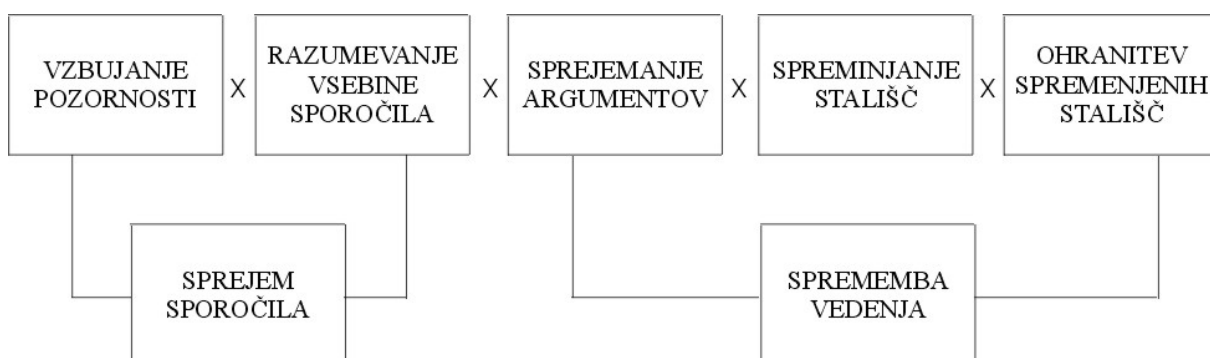 VZBUJANJE
POZORNOSTI
X
RAZUMEVANJE
VSEBINE
SPOROČILA
X
SPREJEMANJE
ARGUMENTOV
X
SPREMINJANJE
STALIŠČ
X
OHRANITEV
SPREMENJENIH
STALIŠČ
SPREJEM
SPOROČILA
SPREMEMBA
VEDENJA